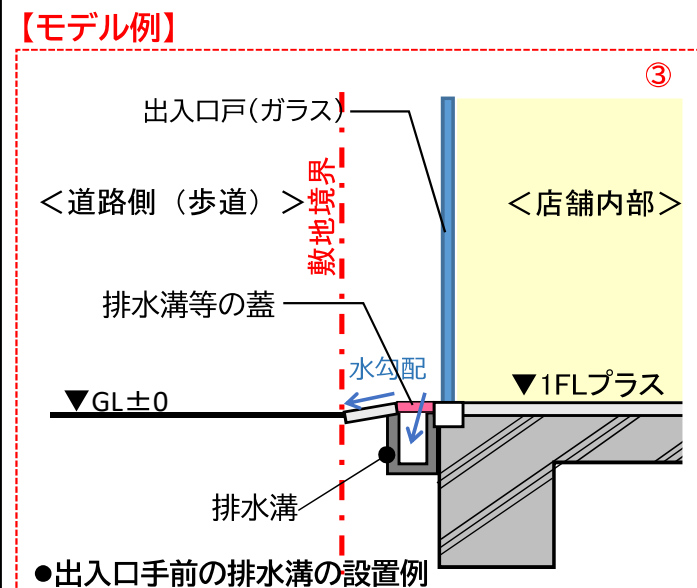 【モデル例】
③
出入口戸(ガラス)
敷地境界
＜道路側（歩道）＞
＜店舗内部＞
排水溝等の蓋
水勾配
▼GL±0
▼1FLプラス
排水溝
●出入口手前の排水溝の設置例